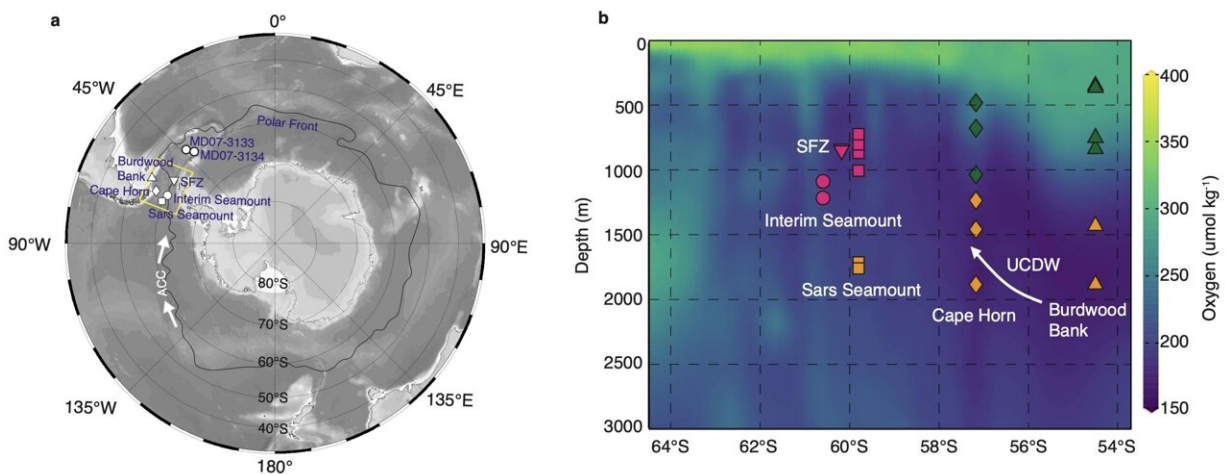 a
0°
45°W
45°E
Polar Front
MD07-3133
MD07-3134
Burdwood
Bank
SFZ
Cape Horn
Interim Seamount
Sars Seamount
90°W
90°E
ACC
80°S
70°S
60°S
50°S
40°S
135°W
135°E
180°
b
0
500
1000
1500
2000
2500
3000
Depth (m)
SFZ
Interim Seamount
Sars Seamount
UCDW
Cape Horn
Burdwood
Bank
64°S
62°S
60°S
58°S
56°S
54°S
400
350
300
250
200
150
Oxygen (umol kg⁻¹)